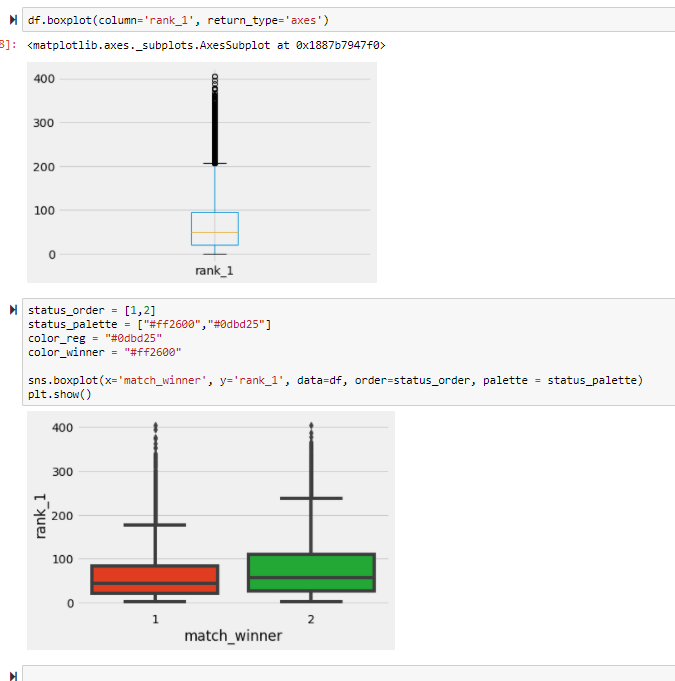 df.boxplot(column='rank_1', return_type='axes')
8]: <matplotlib.axes._subplots.AxesSubplot at 0x1887b7947f0>
400
300
200
100
0
rank_1
status_order = [1,2]
status_palette = ["#ff2600","#0dbd25"]
color_reg = "#0dbd25"
color_winner = "#ff2600"
sns.boxplot(x='match_winner', y='rank_1', data=df, order=status_order, palette = status_palette)
plt.show()
400
300
200
100
0
rank_1
1 2
match_winner